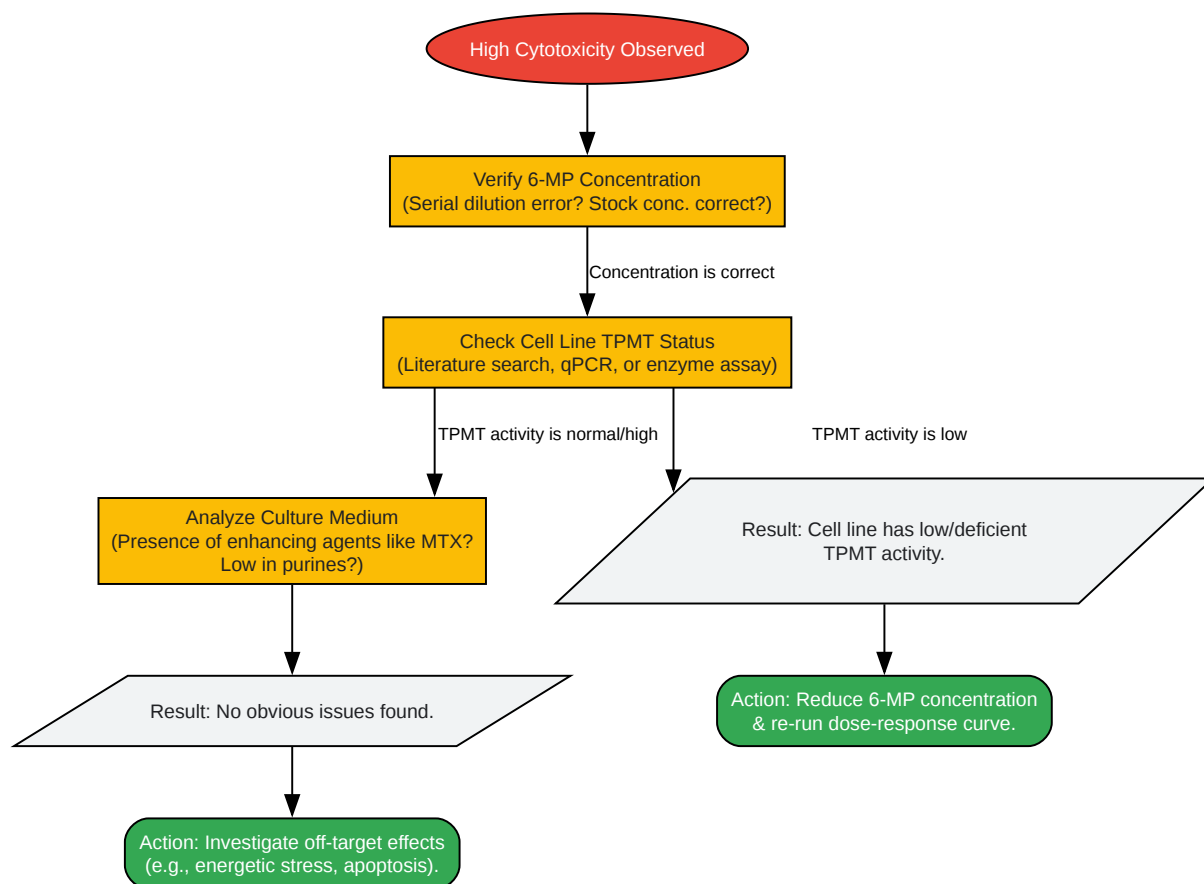 High Cytotoxicity Observed
Verify 6-MP Concentration
(Serial dilution error? Stock conc. correct?)
Concentration is correct
Check Cell Line TPMT Status
(Literature search, qPCR, or enzyme assay)
TPMT activity is normal/high
TPMT activity is low
Analyze Culture Medium
(Presence of enhancing agents like MTX?
Low in purines?)
Result: Cell line has low/deficient
TPMT activity.
Result: No obvious issues found.
Action: Reduce 6-MP concentration
& re-run dose-response curve.
Action: Investigate off-target effects
(e.g., energetic stress, apoptosis).